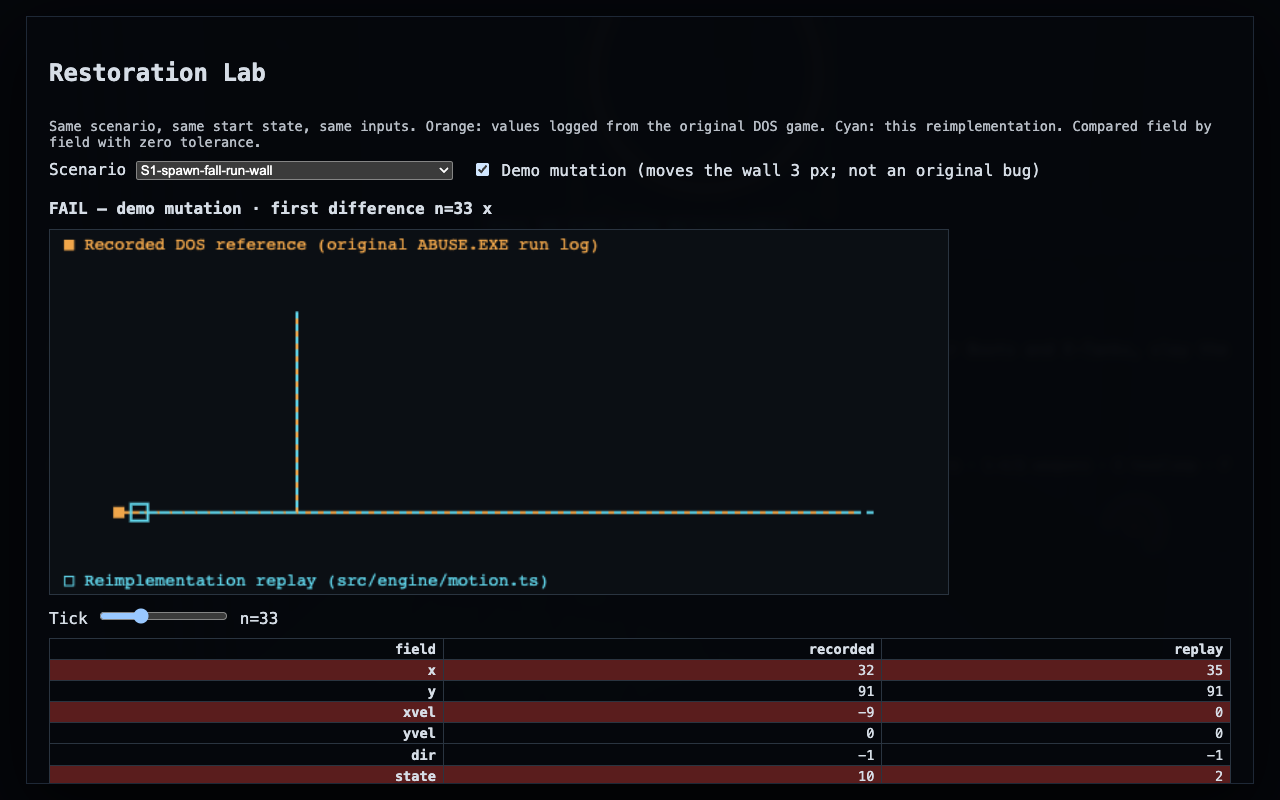 Restoration Lab
Same scenario, same start state, same inputs. Orange: values logged from the original DOS game. Cyan: this reimplementation. Compared field by
field with zero tolerance.
Scenario S1-spawn-fall-run-wall Demo mutation (moves the wall 3 px; not an original bug)
FAIL — demo mutation · first difference n=33 x
Recorded DOS reference (original ABUSE.EXE run log)
Reimplementation replay (src/engine/motion.ts)
Tick n=33
field recorded replay
x 32 35
y 91 91
xvel −9 0
yvel 0 0
dir −1 −1
state 10 2